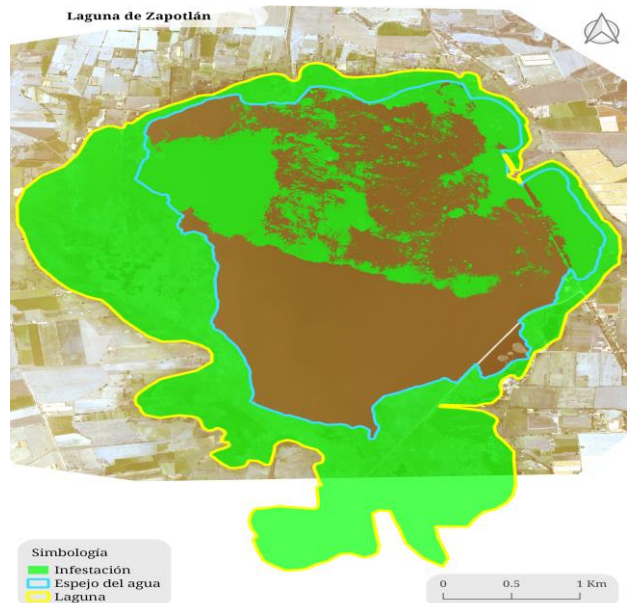 Laguna de Zapotlán
Simbología
Infestación
Espejo del agua
Laguna
0 0.5 1 Km